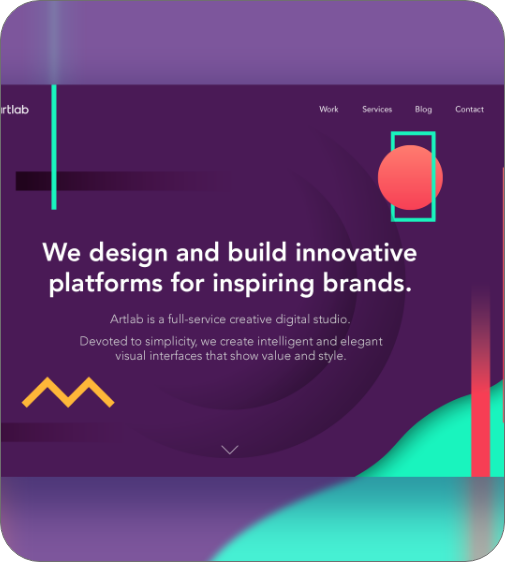 artlab
Work Services Blog Contact
We design and build innovative
platforms for inspiring brands.
Artlab is a full-service creative digital studio.
Devoted to simplicity, we create intelligent and elegant
visual interfaces that show value and style.